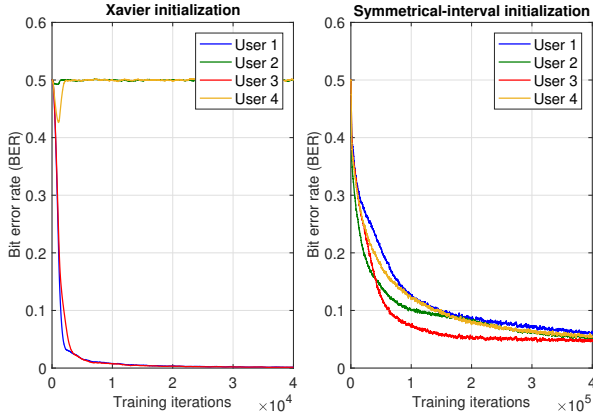 Xavier initialization
0.6
0.5
0.4
0.3
0.2
0.1
0
Bit error rate (BER)
User 1
User 2
User 3
User 4
0 1 2 3 4
Training iterations ×10^4
Symmetrical-interval initialization
0.6
0.5
0.4
0.3
0.2
0.1
0
Bit error rate (BER)
User 1
User 2
User 3
User 4
0 1 2 3 4
Training iterations ×10^5